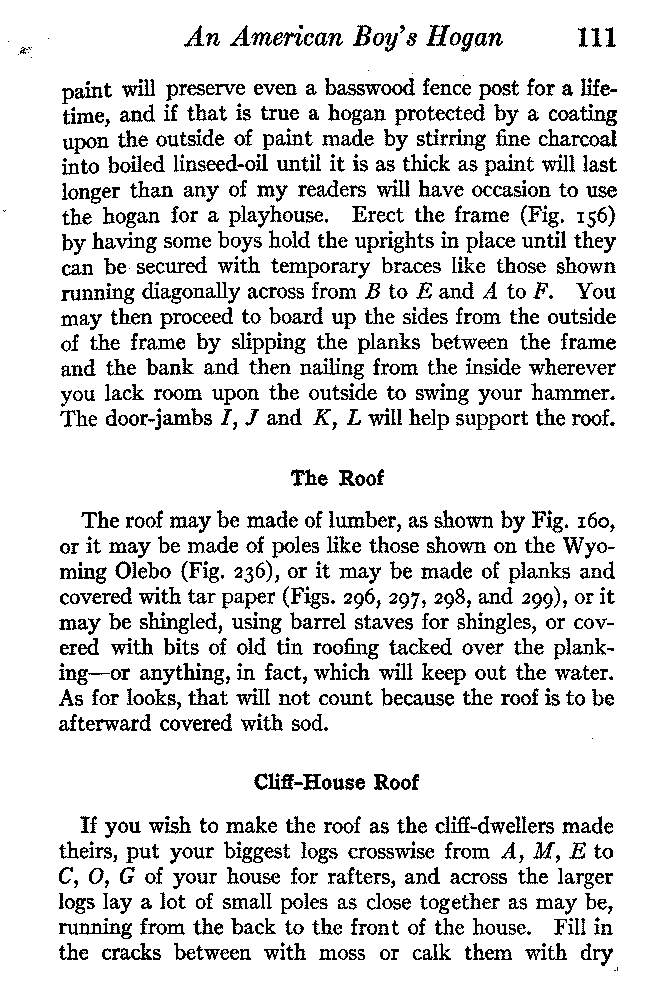 An American Boy's Hogan 111
paint will preserve even a basswood fence post for a life-
time, and if that is true a hogan protected by a coating
upon the outside of paint made by stirring fine charcoal
into boiled linseed-oil until it is as thick as paint will last
longer than any of my readers will have occasion to use
the hogan for a playhouse. Erect the frame (Fig. 156)
by having some boys hold the uprights in place until they
can be secured with temporary braces like those shown
running diagonally across from B to E and A to F. You
may then proceed to board up the sides from the outside
of the frame by slipping the planks between the frame
and the bank and then nailing from the inside wherever
you lack room upon the outside to swing your hammer.
The door-jambs I, J and K, L will help support the roof.
The Roof
The roof may be made of lumber, as shown by Fig. 160,
or it may be made of poles like those shown on the Wyo-
ming Olebo (Fig. 236), or it may be made of planks and
covered with tar paper (Figs. 296, 297, 298, and 299), or it
may be shingled, using barrel staves for shingles, or cov-
ered with bits of old tin roofing tacked over the plank-
ing—or anything, in fact, which will keep out the water.
As for looks, that will not count because the roof is to be
afterward covered with sod.
Cliff-House Roof
If you wish to make the roof as the cliff-dwellers made
theirs, put your biggest logs crosswise from A, M, E to
C, O, G of your house for rafters, and across the larger
logs lay a lot of small poles as close together as may be,
running from the back to the front of the house. Fill in
the cracks between with moss or calk them with dry